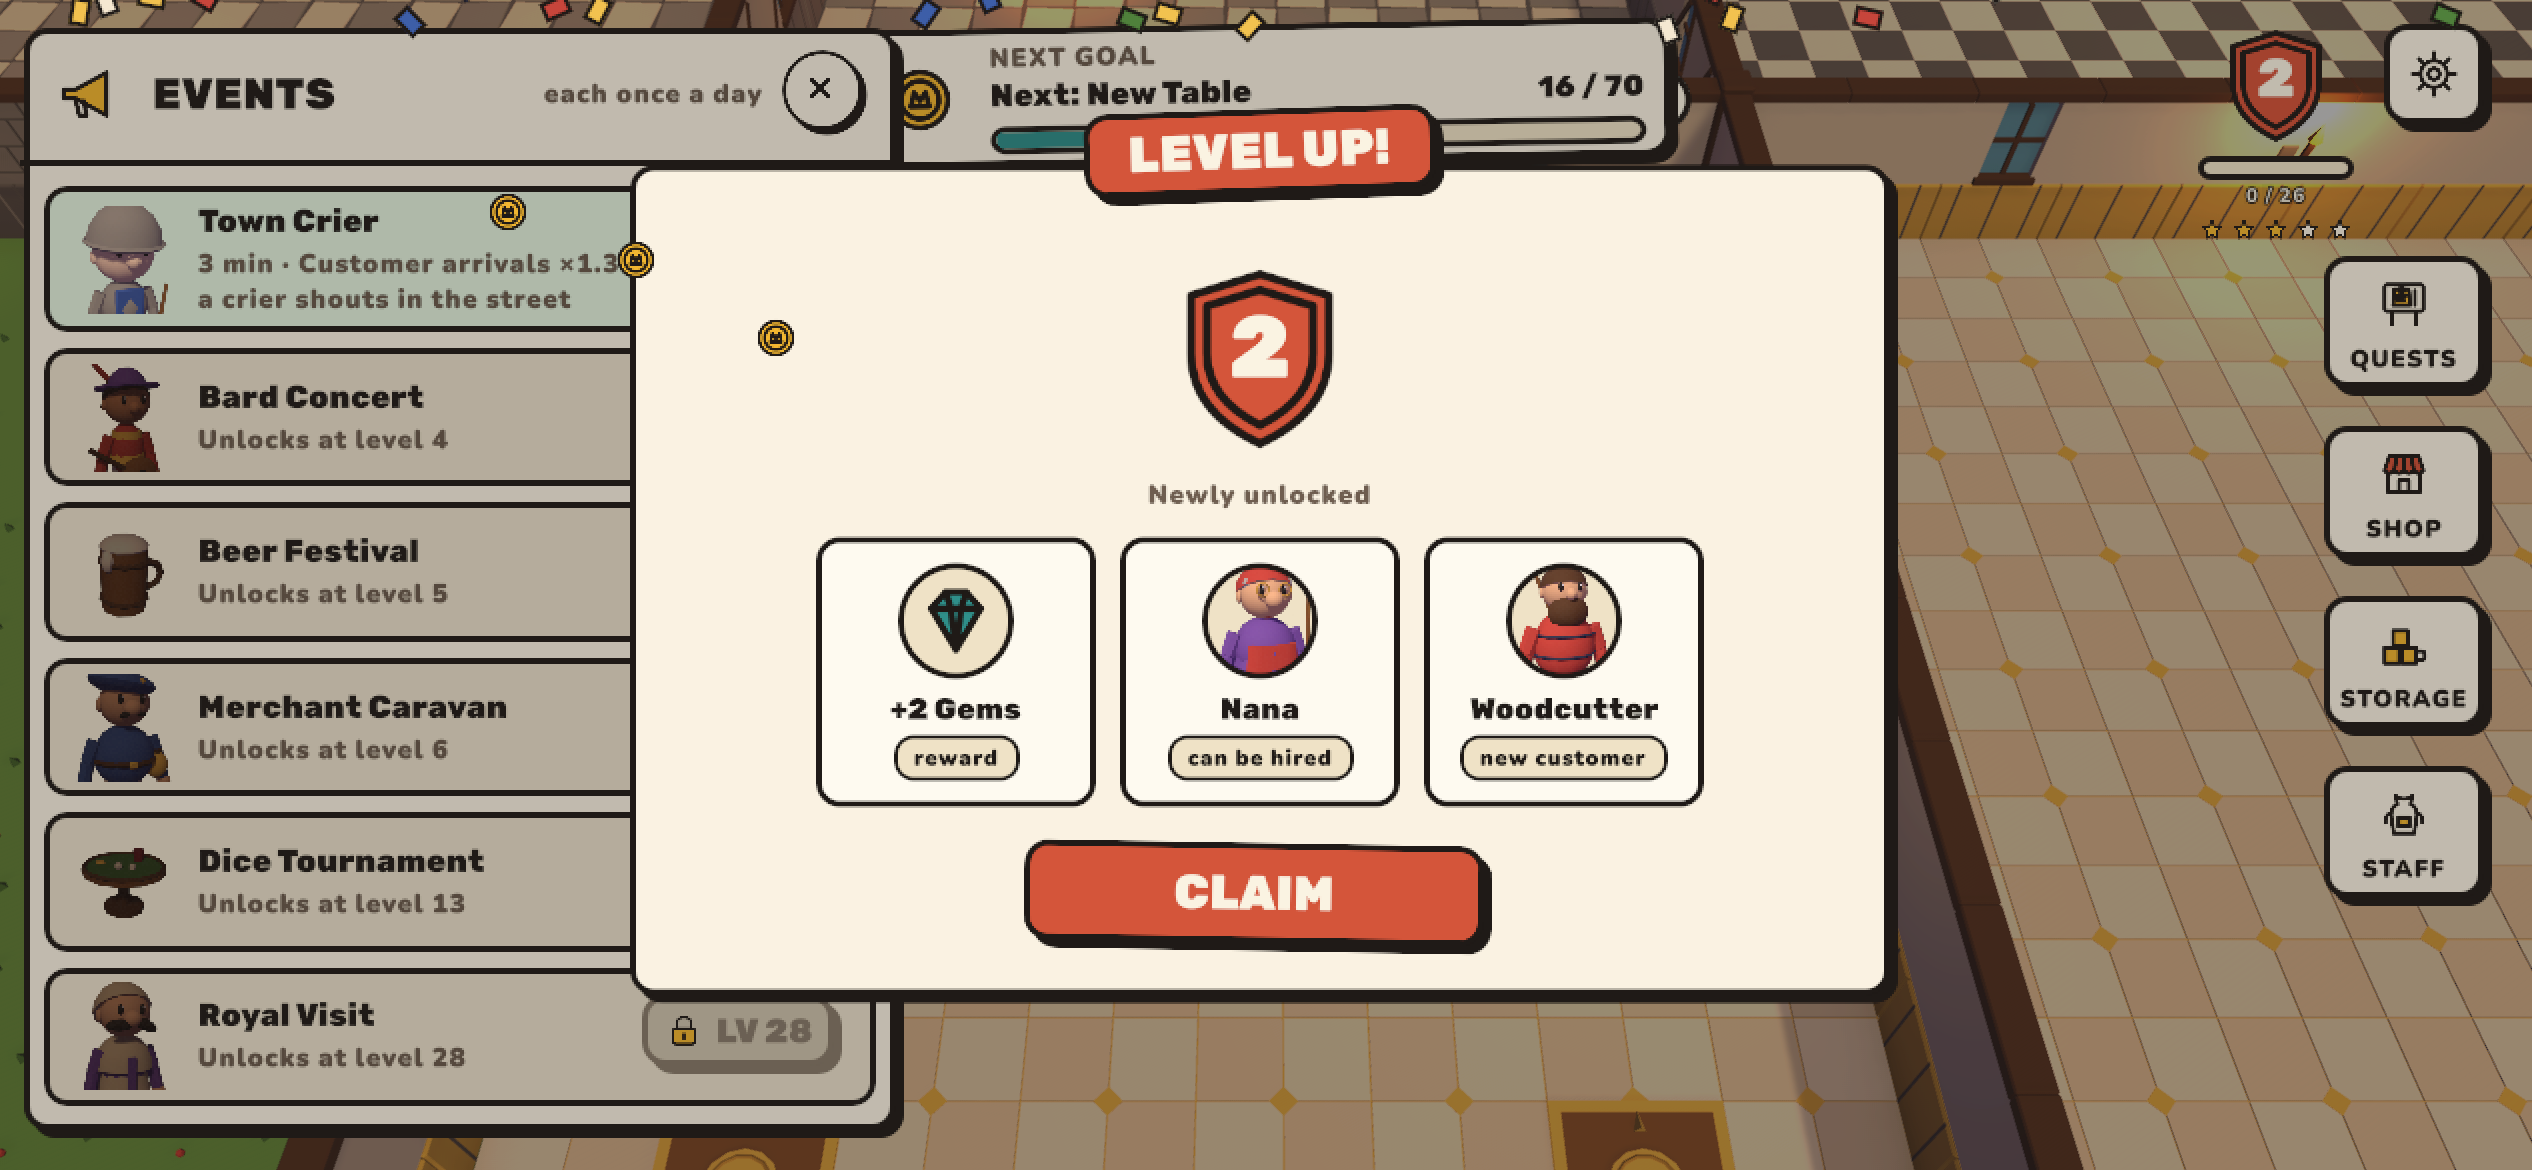 EVENTS
each once a day
Town Crier
3 min · Customer arrivals ×1.3
a crier shouts in the street
Bard Concert
Unlocks at level 4
Beer Festival
Unlocks at level 5
Merchant Caravan
Unlocks at level 6
Dice Tournament
Unlocks at level 13
Royal Visit
Unlocks at level 28
LV 28
NEXT GOAL
Next: New Table
16 / 70
LEVEL UP!
2
Newly unlocked
+2 Gems
reward
Nana
can be hired
Woodcutter
new customer
CLAIM
2
0 / 26
QUESTS
SHOP
STORAGE
STAFF